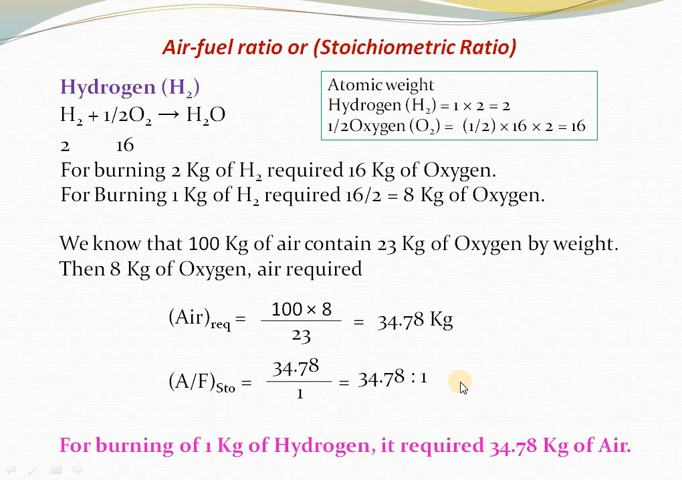 Air-fuel ratio or (Stoichiometric Ratio)
Hydrogen (H₂)
H₂ + 1/2O₂ → H₂O
2 16
Atomic weight
Hydrogen (H₂) = 1 × 2 = 2
1/2Oxygen (O₂) = (1/2) × 16 × 2 = 16
For burning 2 Kg of H₂ required 16 Kg of Oxygen.
For Burning 1 Kg of H₂ required 16/2 = 8 Kg of Oxygen.
We know that 100 Kg of air contain 23 Kg of Oxygen by weight.
Then 8 Kg of Oxygen, air required
(Air)req = 100 × 8 / 23 = 34.78 Kg
(A/F)Sto = 34.78 / 1 = 34.78 : 1
For burning of 1 Kg of Hydrogen, it required 34.78 Kg of Air.